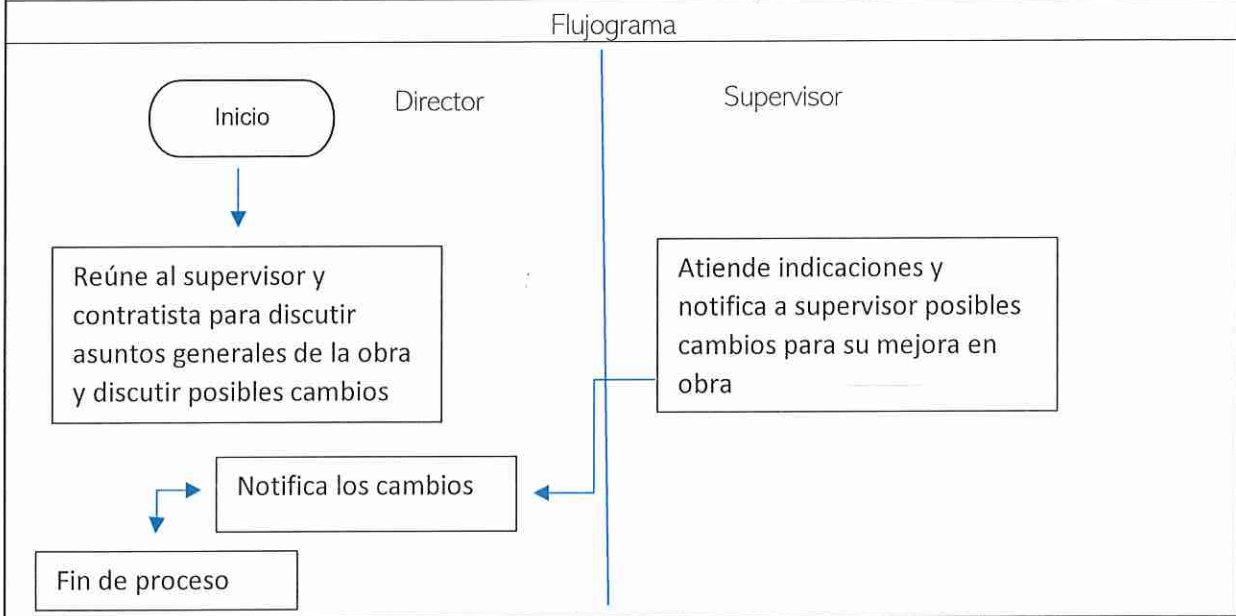 Flujograma
Inicio
Director
Supervisor
Reúne al supervisor y
contratista para discutir
asuntos generales de la obra
y discutir posibles cambios
Atiende indicaciones y
notifica a supervisor posibles
cambios para su mejora en
obra
Notifica los cambios
Fin de proceso